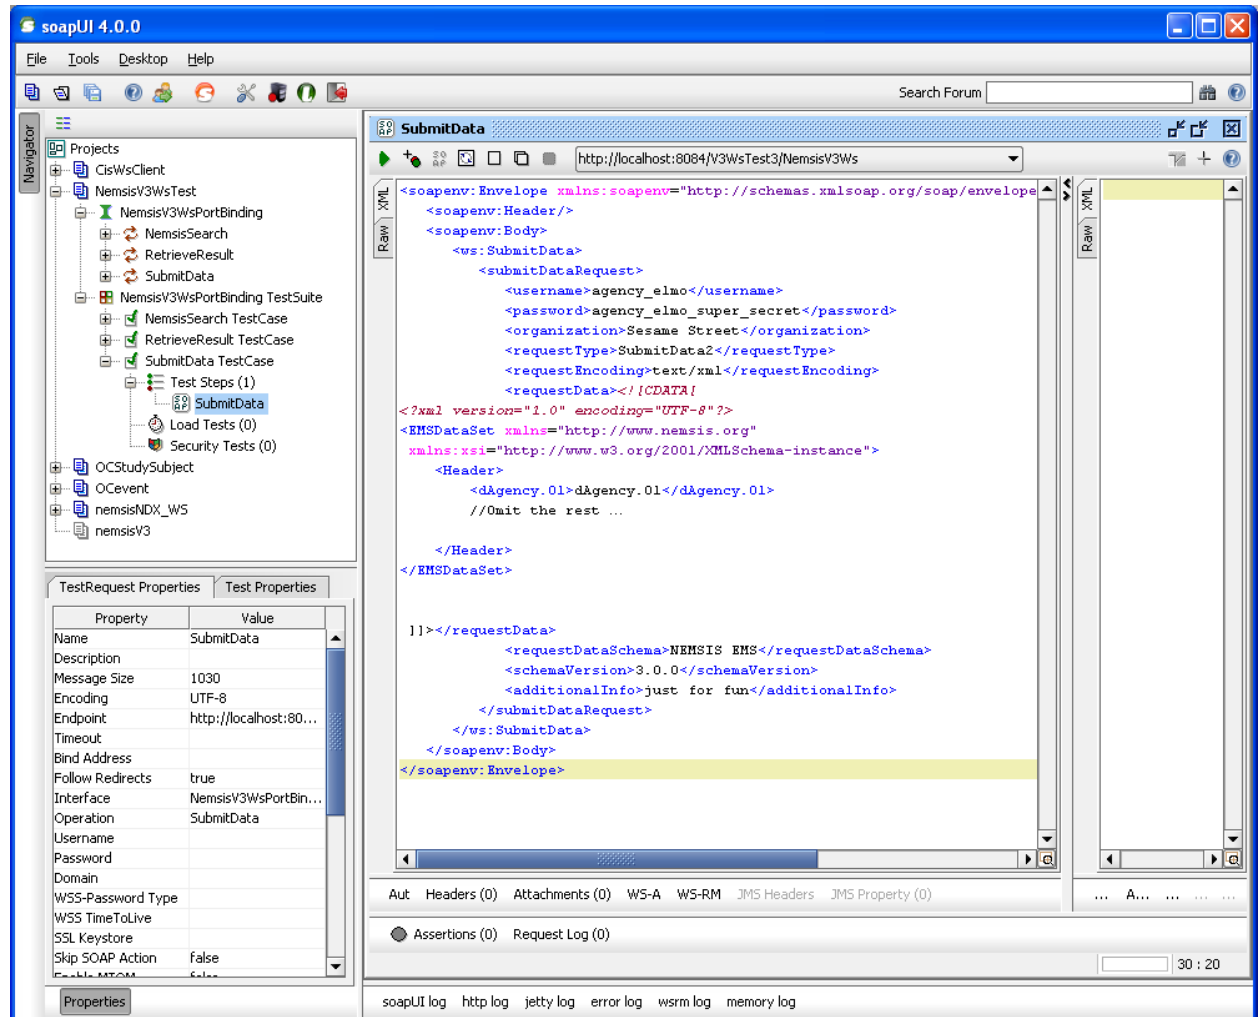 soapUI 4.0.0
File Tools Desktop Help
Search Forum
Navigator
Projects
CisWsClient
NemsisV3WsTest
NemsisV3WsPortBinding
NemsisSearch
RetrieveResult
SubmitData
NemsisV3WsPortBinding TestSuite
NemsisSearch TestCase
RetrieveResult TestCase
SubmitData TestCase
Test Steps (1)
SubmitData
Load Tests (0)
Security Tests (0)
OCStudySubject
OCevent
nemsisNDX_WS
nemsisV3
TestRequest Properties Test Properties
Property Value
Name SubmitData
Description
Message Size 1030
Encoding UTF-8
Endpoint http://localhost:80...
Timeout
Bind Address
Follow Redirects true
Interface NemsisV3WsPortBin...
Operation SubmitData
Username
Password
Domain
WSS-Password Type
WSS TimeToLive
SSL Keystore
Skip SOAP Action false
Enable MTOM false
Properties
SubmitData
http://localhost:8084/V3WsTest3/NemsisV3Ws
XML
Raw
<soapenv:Envelope xmlns:soapenv="http://schemas.xmlsoap.org/soap/envelope
<soapenv:Header/>
<soapenv:Body>
<ws:SubmitData>
<submitDataRequest>
<username>agency_elmo</username>
<password>agency_elmo_super_secret</password>
<organization>Sesame Street</organization>
<requestType>SubmitData2</requestType>
<requestEncoding>text/xml</requestEncoding>
<requestData><![CDATA[
<?xml version="1.0" encoding="UTF-8"?>
<EMSDataSet xmlns="http://www.nemsis.org"
xmlns:xsi="http://www.w3.org/2001/XMLSchema-instance">
<Header>
<dAgency.01>dAgency.01</dAgency.01>
//Omit the rest ...
</Header>
</EMSDataSet>
]]></requestData>
<requestDataSchema>NEMSIS EMS</requestDataSchema>
<schemaVersion>3.0.0</schemaVersion>
<additionalInfo>just for fun</additionalInfo>
</submitDataRequest>
</ws:SubmitData>
</soapenv:Body>
</soapenv:Envelope>
XML
Raw
Aut Headers (0) Attachments (0) WS-A WS-RM JMS Headers JMS Property (0)
... A... ... ... ...
Assertions (0) Request Log (0)
30 : 20
soapUI log http log jetty log error log wsrm log memory log